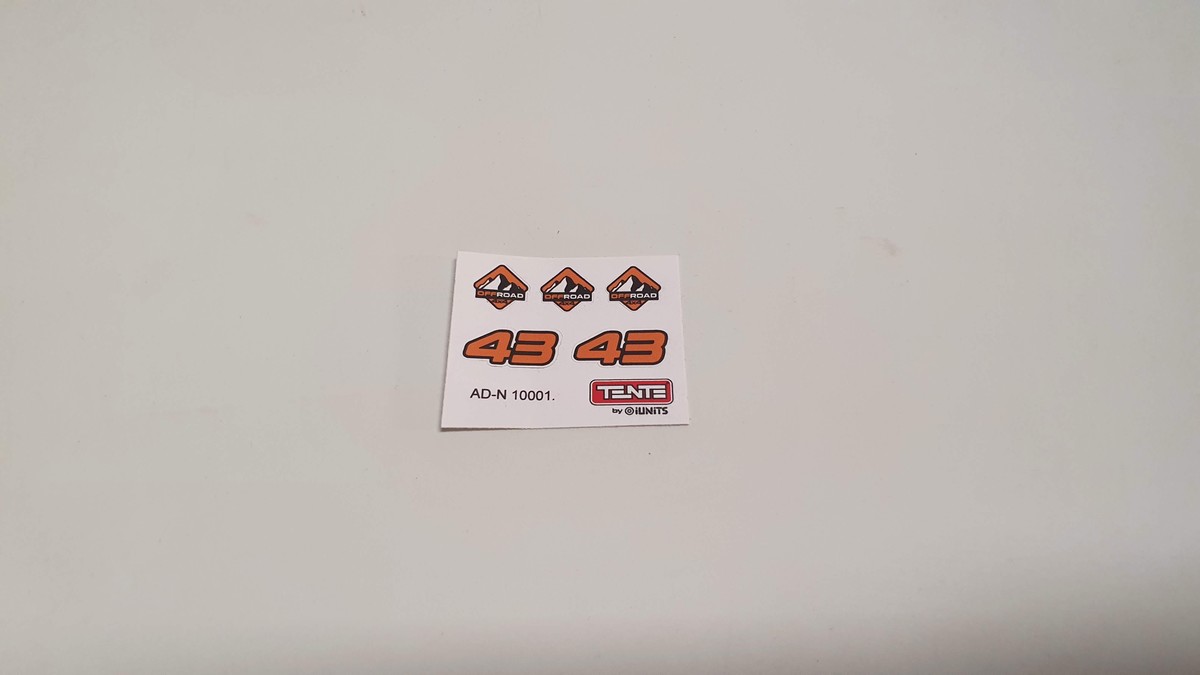 OFFROAD OFFROAD OFFROAD
43 43
AD-N 10001.
TENTE
by iUNiTS